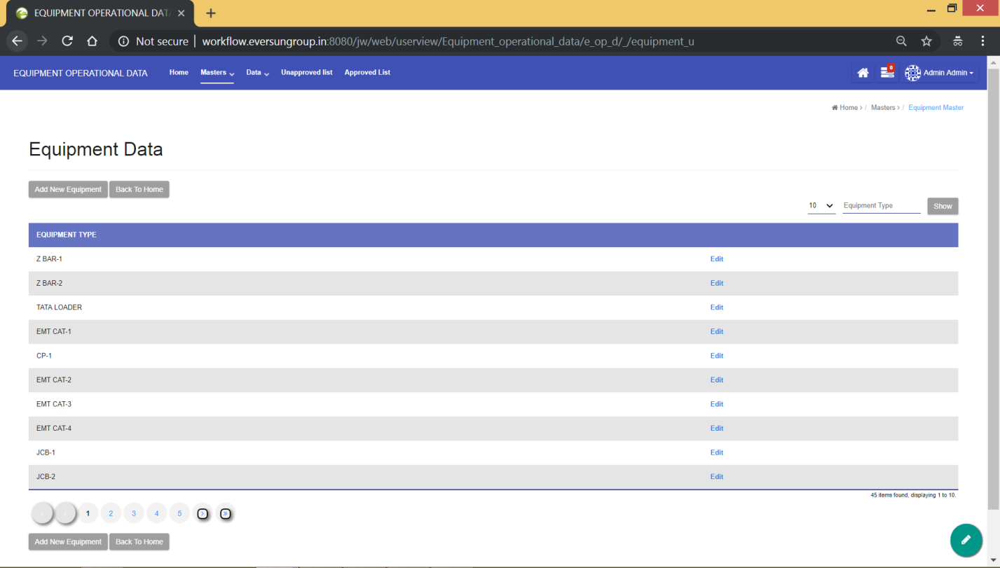 EQUIPMENT OPERATIONAL DAT
Not secure | workflow.eversungroup.in:8080/jw/web/userview/Equipment_operational_data/e_op_d/_/equipment_u
EQUIPMENT OPERATIONAL DATA Home Masters Data Unapproved list Approved List 0 Admin Admin
Home > / Masters > / Equipment Master
Equipment Data
Add New Equipment Back To Home
10 Equipment Type Show
EQUIPMENT TYPE
Z BAR-1 Edit
Z BAR-2 Edit
TATA LOADER Edit
EMT CAT-1 Edit
CP-1 Edit
EMT CAT-2 Edit
EMT CAT-3 Edit
EMT CAT-4 Edit
JCB-1 Edit
JCB-2 Edit
45 items found, displaying 1 to 10.
« ‹ 1 2 3 4 5 › »
Add New Equipment Back To Home